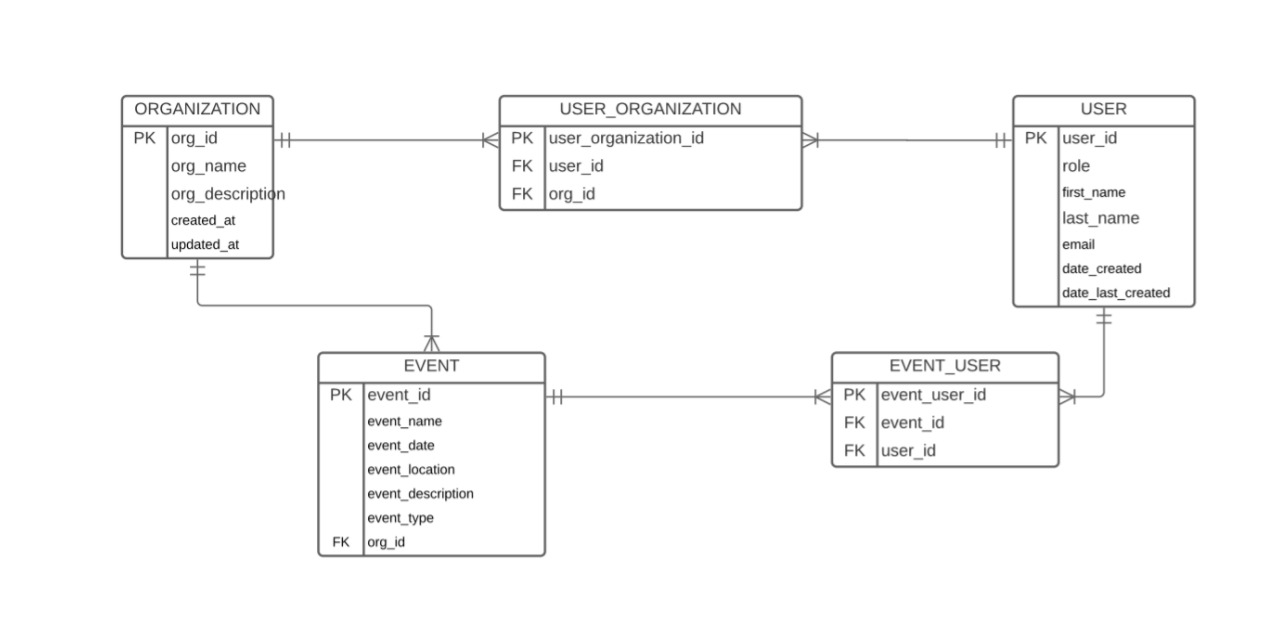 ORGANIZATION
PK org_id
org_name
org_description
created_at
updated_at
USER_ORGANIZATION
PK user_organization_id
FK user_id
FK org_id
USER
PK user_id
role
first_name
last_name
email
date_created
date_last_created
EVENT
PK event_id
event_name
event_date
event_location
event_description
event_type
FK org_id
EVENT_USER
PK event_user_id
FK event_id
FK user_id